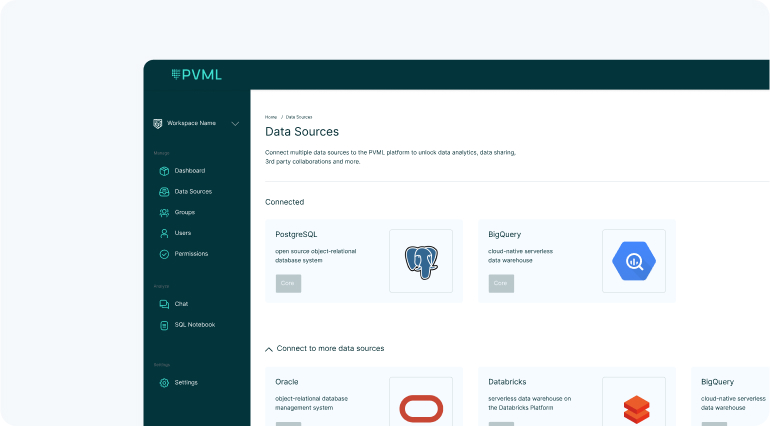 PVML
Workspace Name
Manage
Dashboard
Data Sources
Groups
Users
Permissions
Analyze
Chat
SQL Notebook
Settings
Settings
Home / Data Sources
Data Sources
Connect multiple data sources to the PVML platform to unlock data analytics, data sharing,
3rd party collaborations and more.
Connected
PostgreSQL
open source object-relational
database system
Core
BigQuery
cloud-native serverless
data warehouse
Core
Connect to more data sources
Oracle
object-relational database
management system
Databricks
serverless data warehouse on
the Databricks Platform
BigQuery
cloud-native serverless
data warehouse